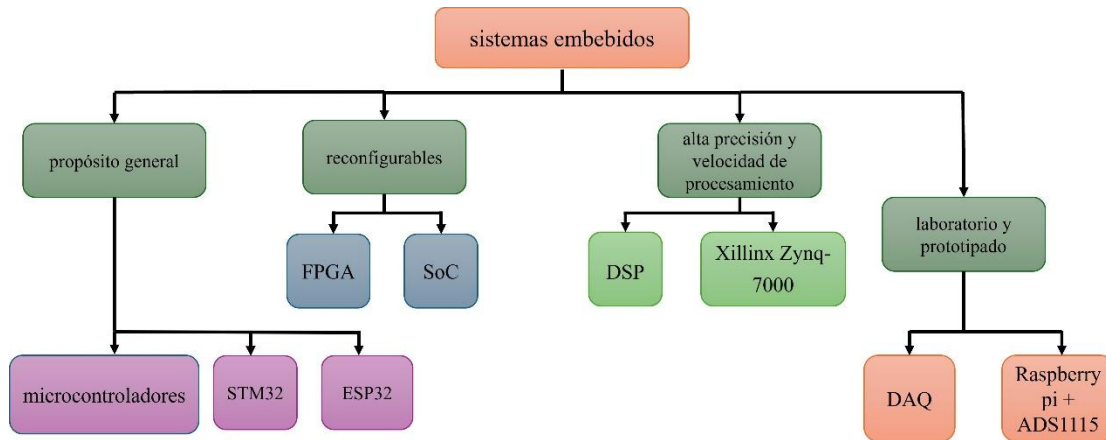 sistemas embebidos
propósito general
reconfigurables
alta precisión y
velocidad de
procesamiento
laboratorio y
prototipado
FPGA
SoC
DSP
Xillinx Zynq-
7000
microcontroladores
STM32
ESP32
DAQ
Raspberry
pi +
ADS1115